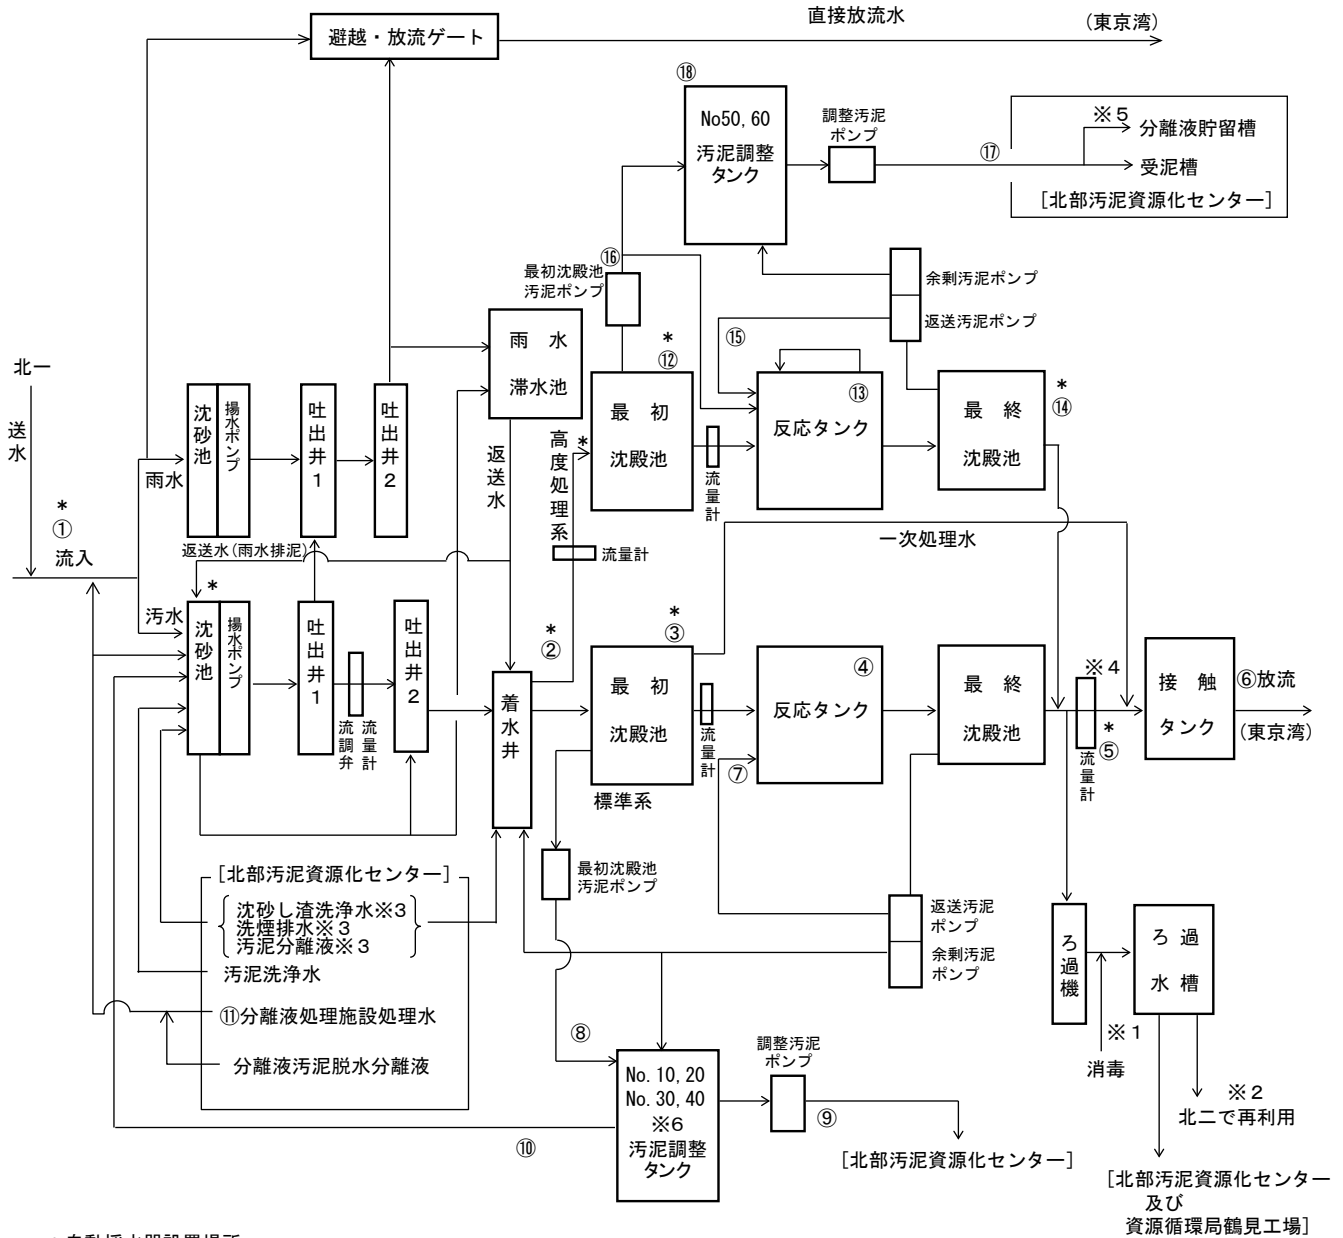 直接放流水
(東京湾)
避越・放流ゲート
⑱
No50,60
汚泥調整
タンク
調整汚泥
ポンプ
⑰
※5
分離液貯留槽
受泥槽
[北部汚泥資源化センター]
⑯
最初沈殿池
汚泥ポンプ
余剰汚泥ポンプ
返送汚泥ポンプ
⑮
雨水
滞水池
*
⑫
最初
沈殿池
流量計
⑬
反応タンク
最終
沈殿池
*
⑭
北一
送水
*
①
流入
雨水
沈砂池
揚水ポンプ
吐出井1
吐出井2
返送水
高度処理系
*
流量計
一次処理水
返送水(雨水排泥)
*
汚水
沈砂池
揚水ポンプ
吐出井1
流調弁
流量計
吐出井2
*
②
着水井
*
③
最初
沈殿池
標準系
流量計
④
反応タンク
⑦
最終
沈殿池
※4
*
⑤
流量計
接触
タンク
⑥放流
(東京湾)
[北部汚泥資源化センター]
沈砂し渣洗浄水※3
洗煙排水※3
汚泥分離液※3
汚泥洗浄水
⑪分離液処理施設処理水
分離液汚泥脱水分離液
最初沈殿池
汚泥ポンプ
返送汚泥
ポンプ
余剰汚泥
ポンプ
ろ過機
ろ過
水槽
※1
消毒
※2
北二で再利用
⑧
No.10,20
No.30,40
※6
汚泥調整
タンク
調整汚泥
ポンプ
⑨
⑩
[北部汚泥資源化センター]
[北部汚泥資源化センター
及び
資源循環局鶴見工場]